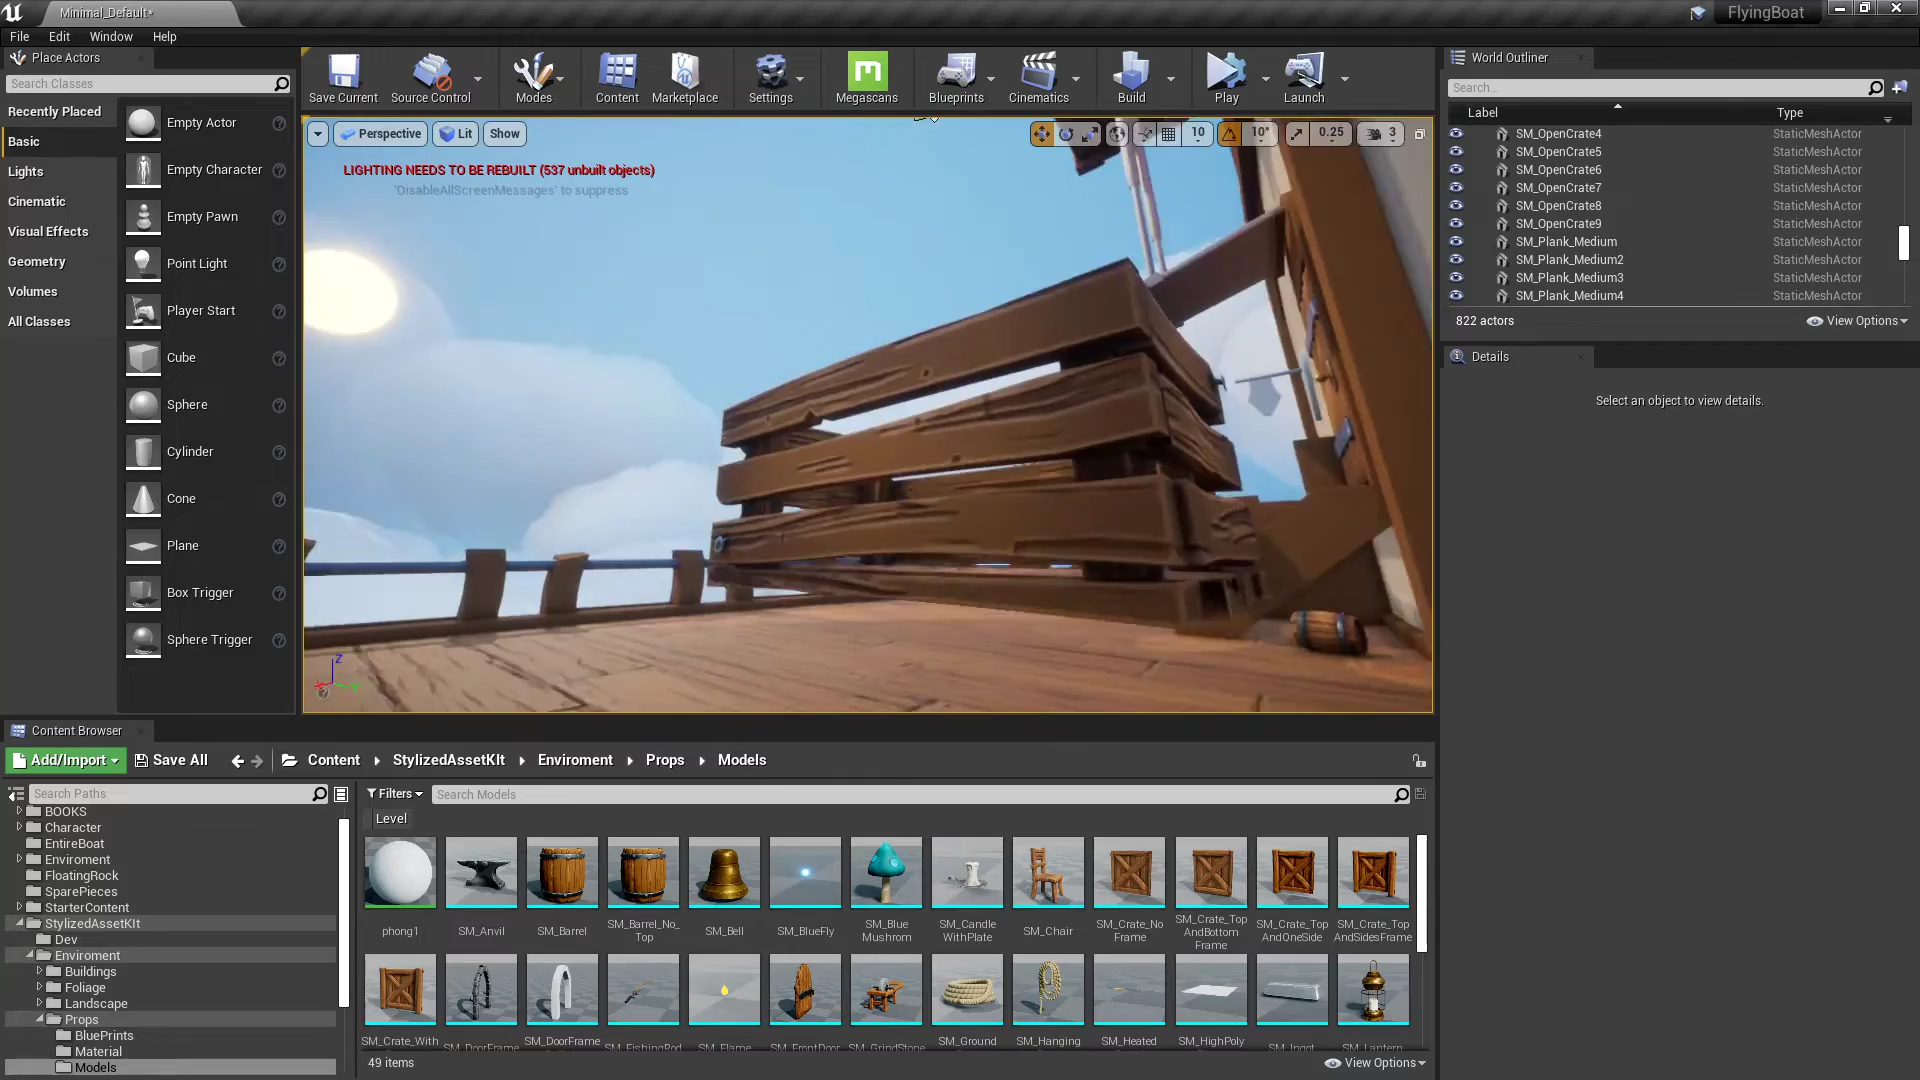 Minimal_Default*
FlyingBoat
File Edit Window Help
Place Actors
Search Classes
Recently Placed
Basic
Lights
Cinematic
Visual Effects
Geometry
Volumes
All Classes
Empty Actor
Empty Character
Empty Pawn
Point Light
Player Start
Cube
Sphere
Cylinder
Cone
Plane
Box Trigger
Sphere Trigger
Save Current
Source Control
Modes
Content
Marketplace
Settings
Megascans
Blueprints
Cinematics
Build
Play
Launch
Perspective
Lit
Show
10
10°
0.25
3
LIGHTING NEEDS TO BE REBUILT (537 unbuilt objects)
'DisableAllScreenMessages' to suppress
Z
World Outliner
Search...
Label Type
SM_OpenCrate4 StaticMeshActor
SM_OpenCrate5 StaticMeshActor
SM_OpenCrate6 StaticMeshActor
SM_OpenCrate7 StaticMeshActor
SM_OpenCrate8 StaticMeshActor
SM_OpenCrate9 StaticMeshActor
SM_Plank_Medium StaticMeshActor
SM_Plank_Medium2 StaticMeshActor
SM_Plank_Medium3 StaticMeshActor
SM_Plank_Medium4 StaticMeshActor
822 actors
View Options
Details
Select an object to view details.
Content Browser
Add/Import
Save All
Content
StylizedAssetKIt
Enviroment
Props
Models
Search Paths
BOOKS
Character
EntireBoat
Enviroment
FloatingRock
SparePieces
StarterContent
StylizedAssetKIt
Dev
Enviroment
Buildings
Foliage
Landscape
Props
BluePrints
Material
Models
Filters
Search Models
Level
phong1
SM_Anvil
SM_Barrel
SM_Barrel_No_
Top
SM_Bell
SM_BlueFly
SM_Blue
Mushrom
SM_Candle
WithPlate
SM_Chair
SM_Crate_No
Frame
SM_Crate_Top
AndBottom
Frame
SM_Crate_Top
AndOneSide
SM_Crate_Top
AndSidesFrame
SM_Crate_With
SM_DoorFrame
SM_DoorFrame
SM_FishingRod
SM_Flame
SM_FrontDoor
SM_GrindStone
SM_Ground
SM_Hanging
SM_Heated
SM_HighPoly
SM_Ingot
SM_Lantern
49 items
View Options